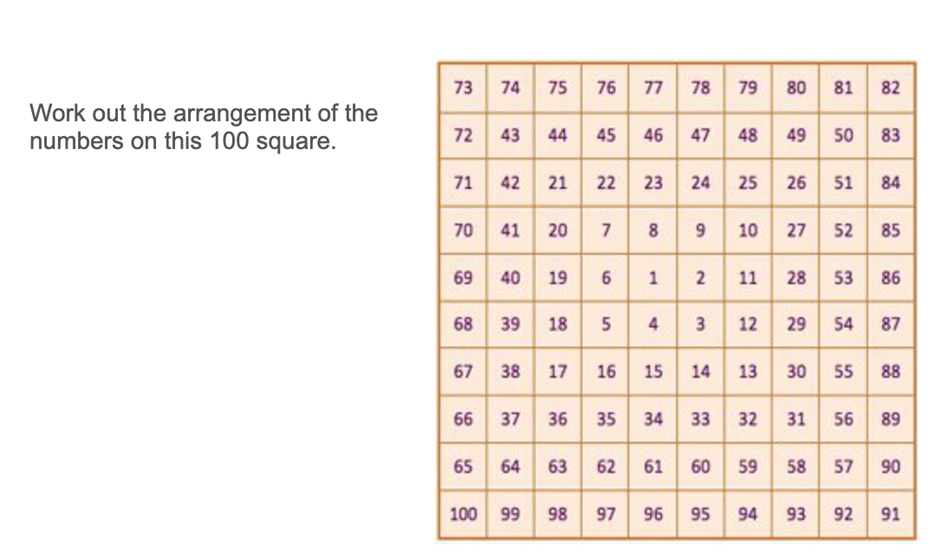 Work out the arrangement of the
numbers on this 100 square.
73 74 75 76 77 78 79 80 81 82
72 43 44 45 46 47 48 49 50 83
71 42 21 22 23 24 25 26 51 84
70 41 20 7 8 9 10 27 52 85
69 40 19 6 1 2 11 28 53 86
68 39 18 5 4 3 12 29 54 87
67 38 17 16 15 14 13 30 55 88
66 37 36 35 34 33 32 31 56 89
65 64 63 62 61 60 59 58 57 90
100 99 98 97 96 95 94 93 92 91